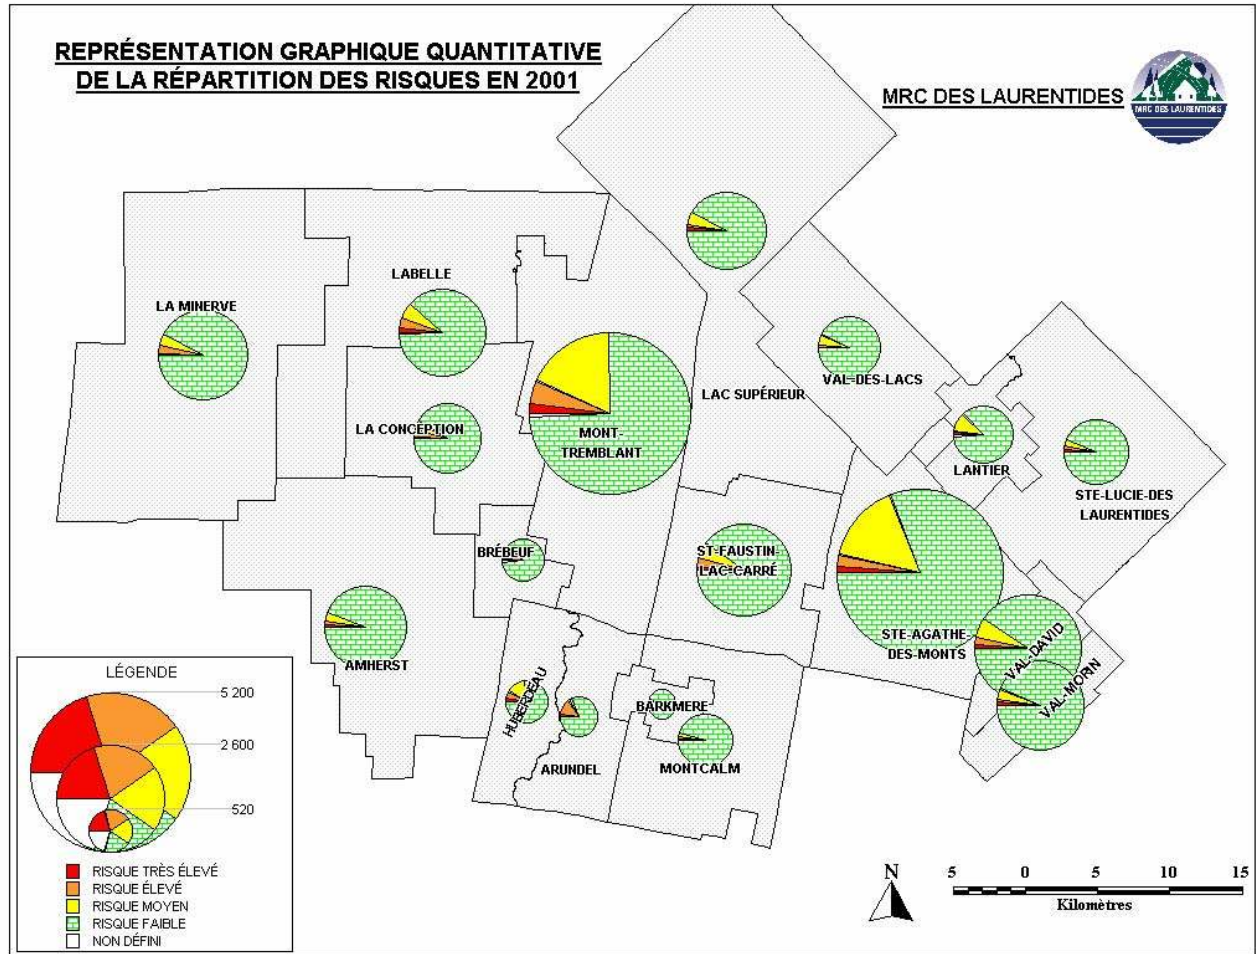 REPRÉSENTATION GRAPHIQUE QUANTITATIVE
DE LA RÉPARTITION DES RISQUES EN 2001
MRC DES LAURENTIDES
MRC DES LAURENTIDES
LA MINERVE
LABELLE
LA CONCEPTION
MONT-
TREMBLANT
LAC SUPÉRIEUR
VAL-DES-LACS
LANTIER
STE-LUCIE-DES
LAURENTIDES
BRÉBEUF
ST-FAUSTIN-
LAC-CARRÉ
AMHERST
STE-AGATHE-
DES-MONTS
VAL-DAVID
VAL-MORIN
HUBERDEAU
ARUNDEL
BARKMERE
MONTCALM
LÉGENDE
5 200
2 600
520
RISQUE TRÈS ÉLEVÉ
RISQUE ÉLEVÉ
RISQUE MOYEN
RISQUE FAIBLE
NON DÉFINI
N
5 0 5 10 15
Kilomètres